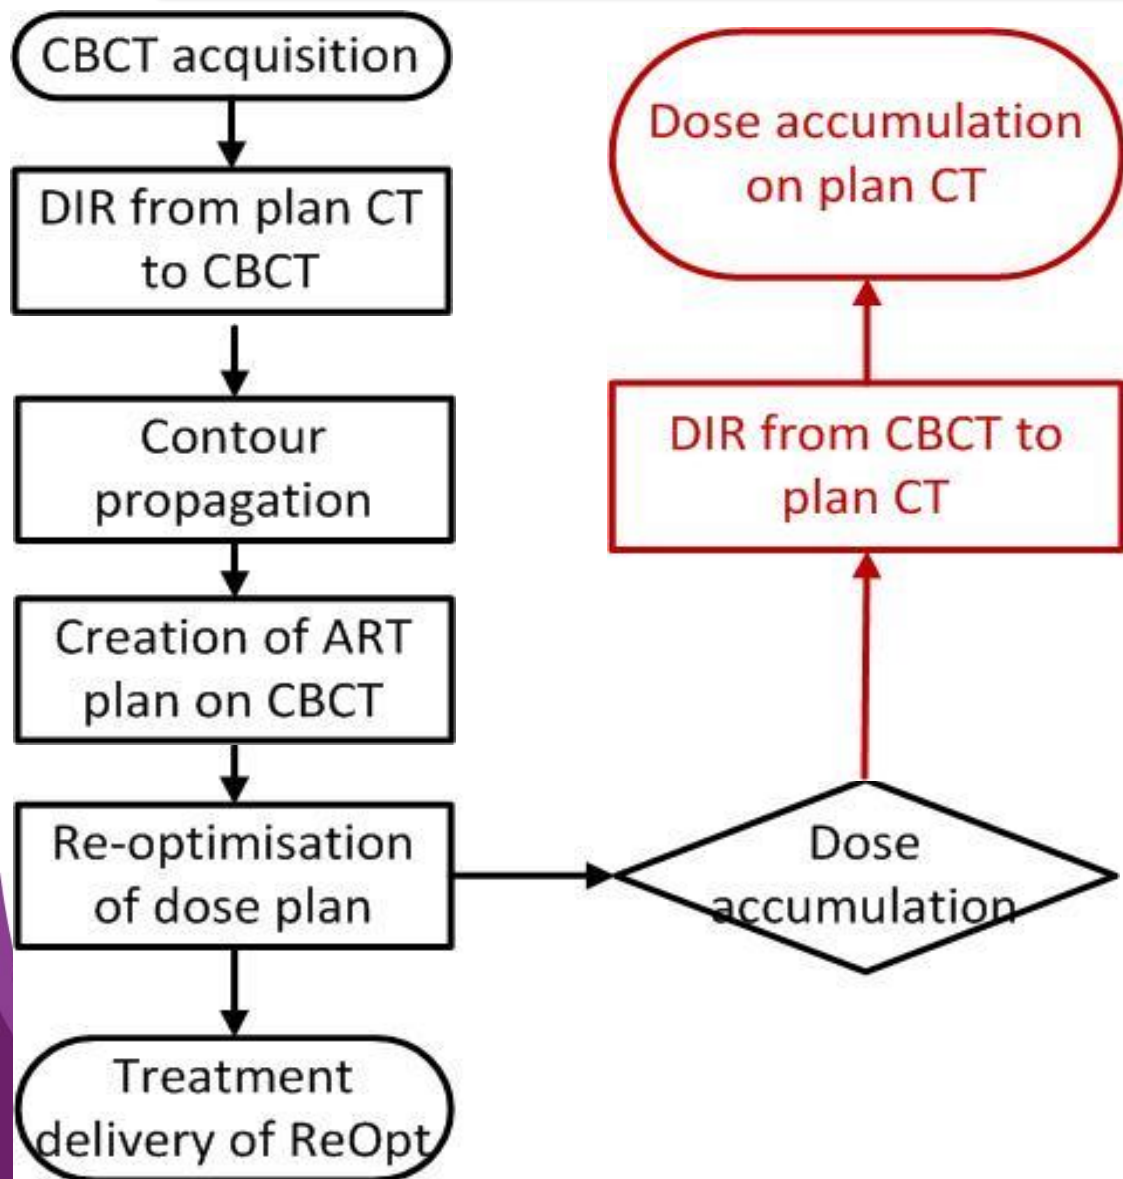 CBCT acquisition
DIR from plan CT
to CBCT
Contour
propagation
Creation of ART
plan on CBCT
Re-optimisation
of dose plan
Treatment
delivery of ReOpt
Dose
accumulation
DIR from CBCT to
plan CT
Dose accumulation
on plan CT